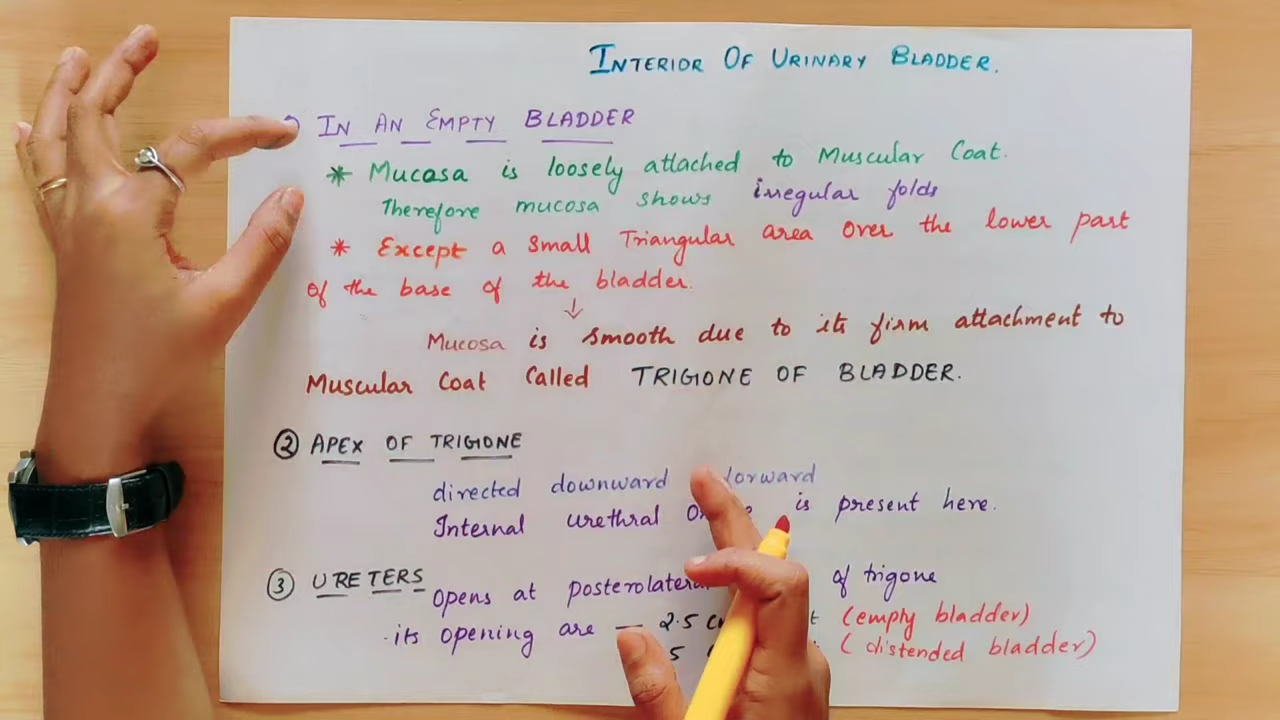 INTERIOR OF URINARY BLADDER.
IN AN EMPTY BLADDER
* Mucosa is loosely attached to Muscular Coat.
Therefore mucosa shows irregular folds
* Except a small Triangular area over the lower part
of the base of the bladder.
↓
Mucosa is smooth due to its firm attachment to
Muscular Coat Called TRIGIONE OF BLADDER.
② APEX OF TRIGIONE
directed downward forward
Internal urethral is present here.
③ URETERS
Opens at of trigone
its opening are — 2.5 (empty bladder)
5 (distended bladder)